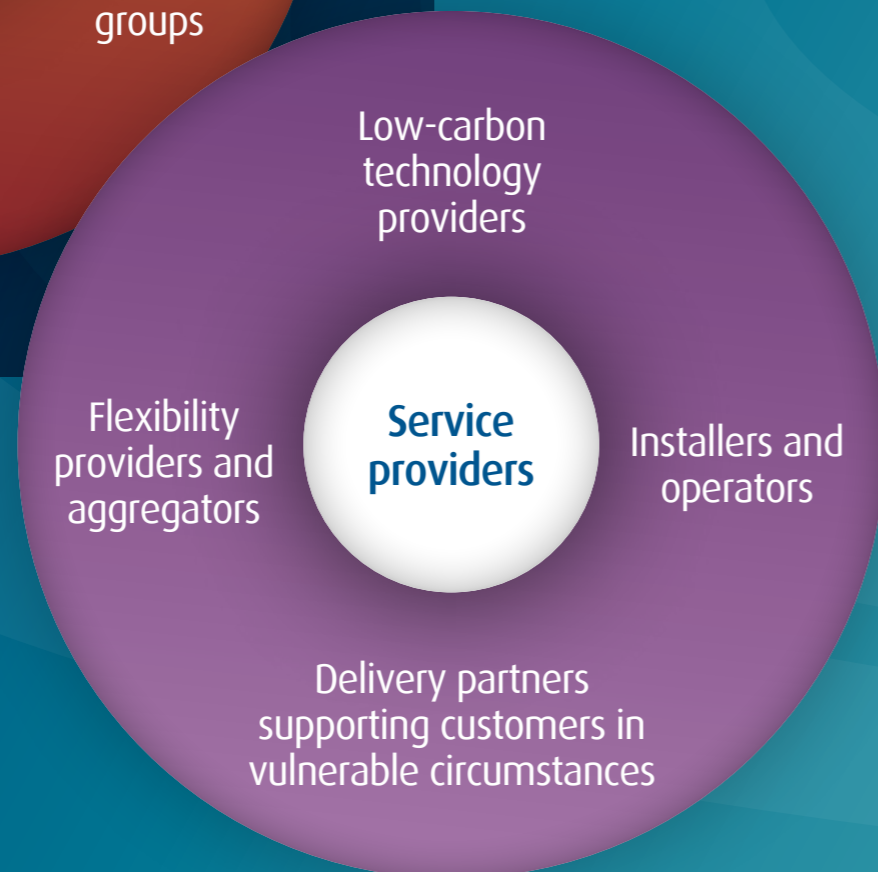 groups
Low-carbon
technology
providers
Flexibility
providers and
aggregators
Service
providers
Installers and
operators
Delivery partners
supporting customers in
vulnerable circumstances